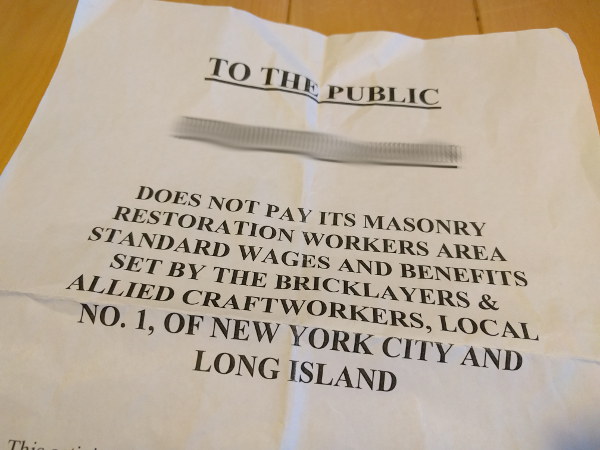 TO THE PUBLIC
DOES NOT PAY ITS MASONRY
RESTORATION WORKERS AREA
STANDARD WAGES AND BENEFITS
SET BY THE BRICKLAYERS &
ALLIED CRAFTWORKERS, LOCAL
NO. 1, OF NEW YORK CITY AND
LONG ISLAND
This